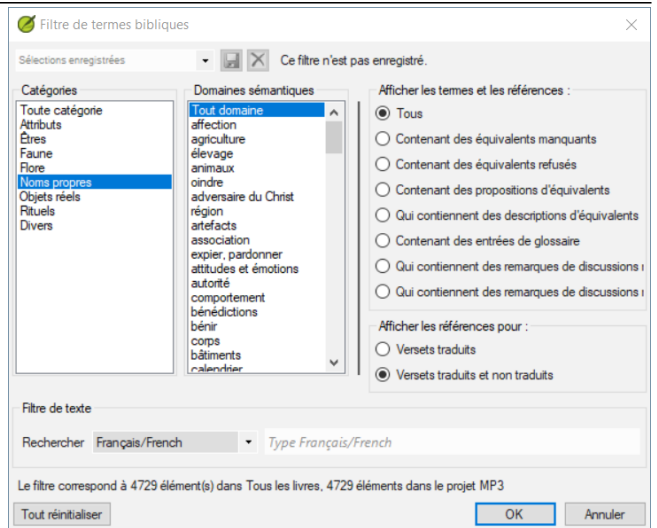 Filtre de termes bibliques
Sélections enregistrées
Ce filtre n'est pas enregistré.
Catégories
Toute catégorie
Attributs
Êtres
Faune
Flore
Noms propres
Objets réels
Rituels
Divers
Domaines sémantiques
Tout domaine
affection
agriculture
élevage
animaux
oindre
adversaire du Christ
région
artefacts
association
expier, pardonner
attitudes et émotions
autorité
comportement
bénédictions
bénir
corps
bâtiments
calendrier
Afficher les termes et les références :
Tous
Contenant des équivalents manquants
Contenant des équivalents refusés
Contenant des propositions d'équivalents
Qui contiennent des descriptions d'équivalents
Contenant des entrées de glossaire
Qui contiennent des remarques de discussions
Qui contiennent des remarques de discussions
Afficher les références pour :
Versets traduits
Versets traduits et non traduits
Filtre de texte
Rechercher Français/French Type Français/French
Le filtre correspond à 4729 élément(s) dans Tous les livres, 4729 éléments dans le projet MP3
Tout réinitialiser OK Annuler